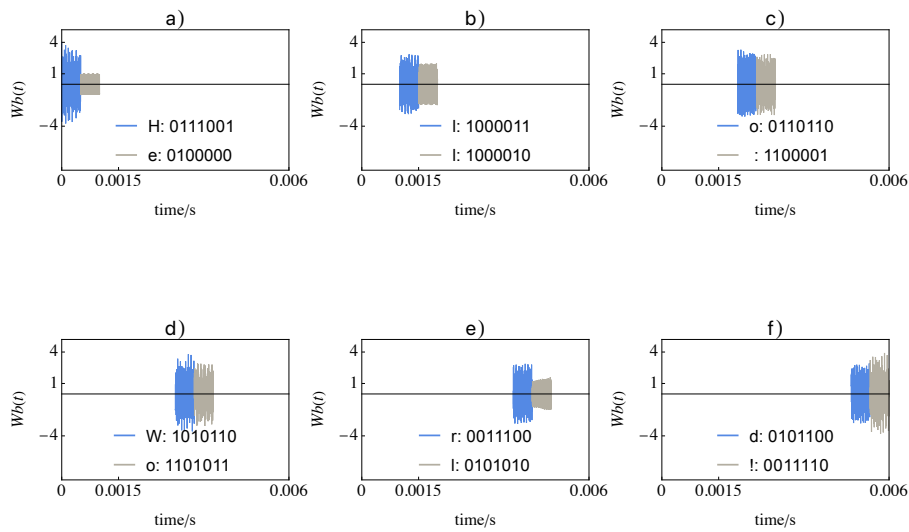 a)
4
1
Wb(t)
−4
H: 0111001
e: 0100000
0
0.0015
0.006
time/s
b)
4
1
Wb(t)
−4
l: 1000011
l: 1000010
0
0.0015
0.006
time/s
c)
4
1
Wb(t)
−4
o: 0110110
: 1100001
0
0.0015
0.006
time/s
d)
4
1
Wb(t)
−4
W: 1010110
o: 1101011
0
0.0015
0.006
time/s
e)
4
1
Wb(t)
−4
r: 0011100
l: 0101010
0
0.0015
0.006
time/s
f)
4
1
Wb(t)
−4
d: 0101100
!: 0011110
0
0.0015
0.006
time/s